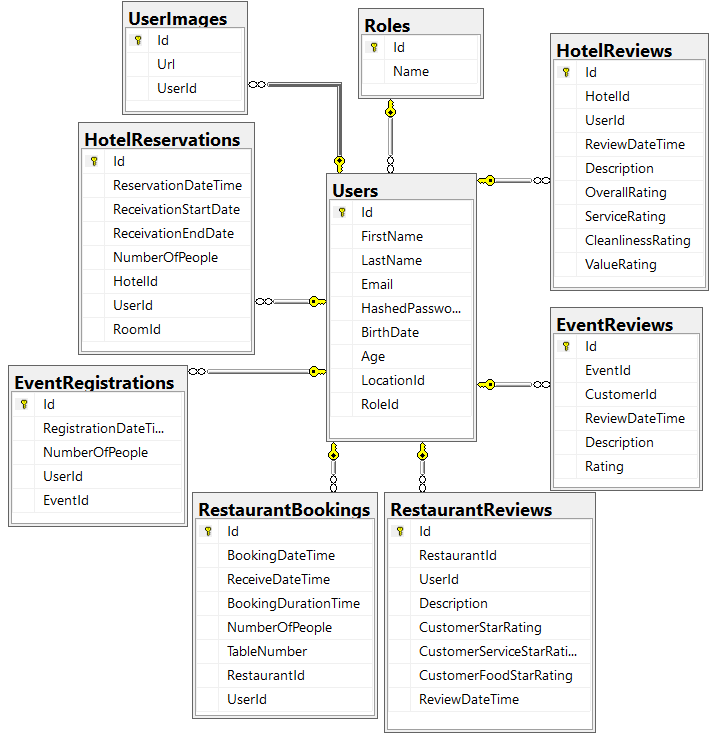 UserImages
Id
Url
UserId
Roles
Id
Name
HotelReviews
Id
HotelId
UserId
ReviewDateTime
Description
OverallRating
ServiceRating
CleanlinessRating
ValueRating
HotelReservations
Id
ReservationDateTime
ReceivationStartDate
ReceivationEndDate
NumberOfPeople
HotelId
UserId
RoomId
Users
Id
FirstName
LastName
Email
HashedPasswo...
BirthDate
Age
LocationId
RoleId
EventReviews
Id
EventId
CustomerId
ReviewDateTime
Description
Rating
EventRegistrations
Id
RegistrationDateTi...
NumberOfPeople
UserId
EventId
RestaurantBookings
Id
BookingDateTime
ReceiveDateTime
BookingDurationTime
NumberOfPeople
TableNumber
RestaurantId
UserId
RestaurantReviews
Id
RestaurantId
UserId
Description
CustomerStarRating
CustomerServiceStarRati...
CustomerFoodStarRating
ReviewDateTime